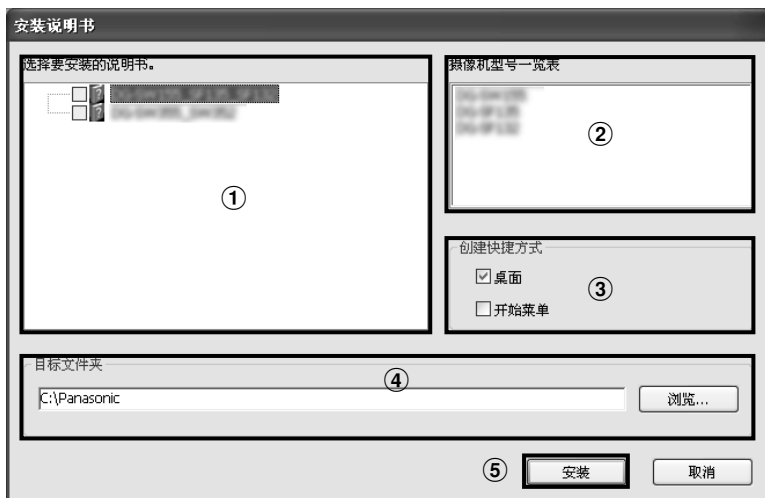 安装说明书
选择要安装的说明书。
①
摄像机型号一览表
②
创建快捷方式
桌面
开始菜单
③
目标文件夹
④
C:\Panasonic
浏览...
⑤
安装
取消